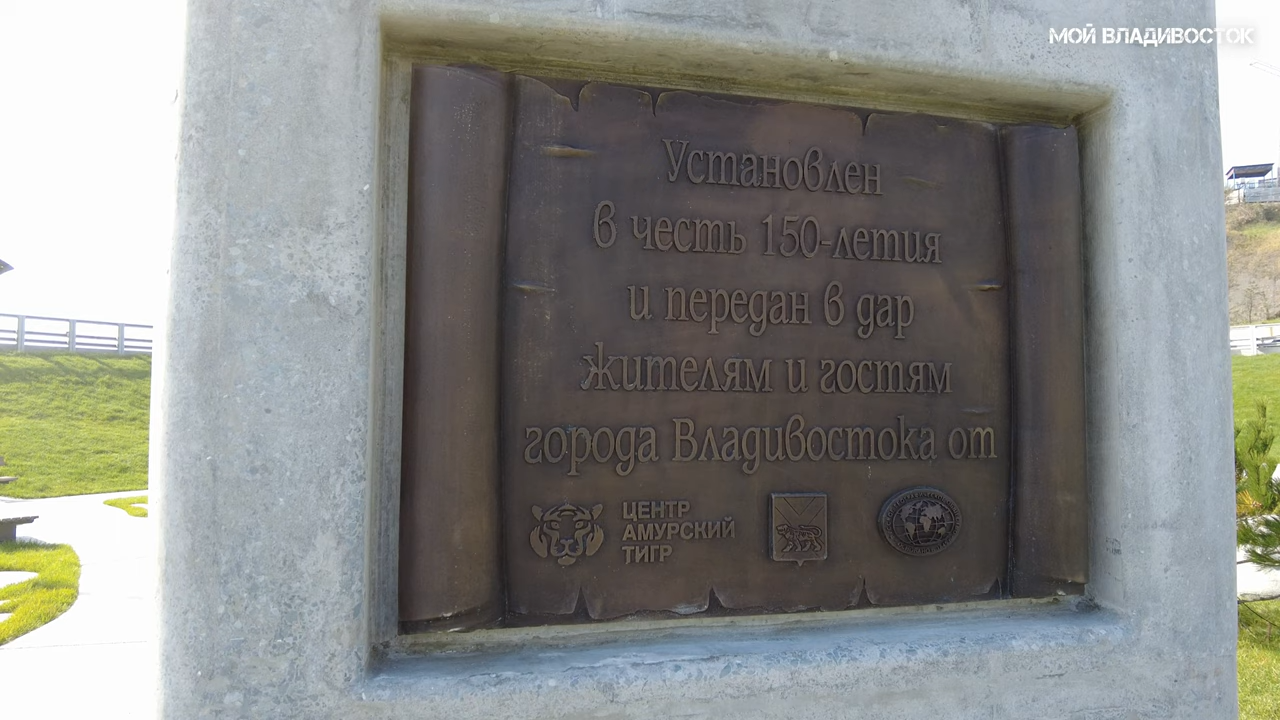 МОЙ ВЛАДИВОСТОК
Установлен
в честь 150-летия
и передан в дар
жителям и гостям
города Владивостока от
ЦЕНТР
АМУРСКИЙ
ТИГР